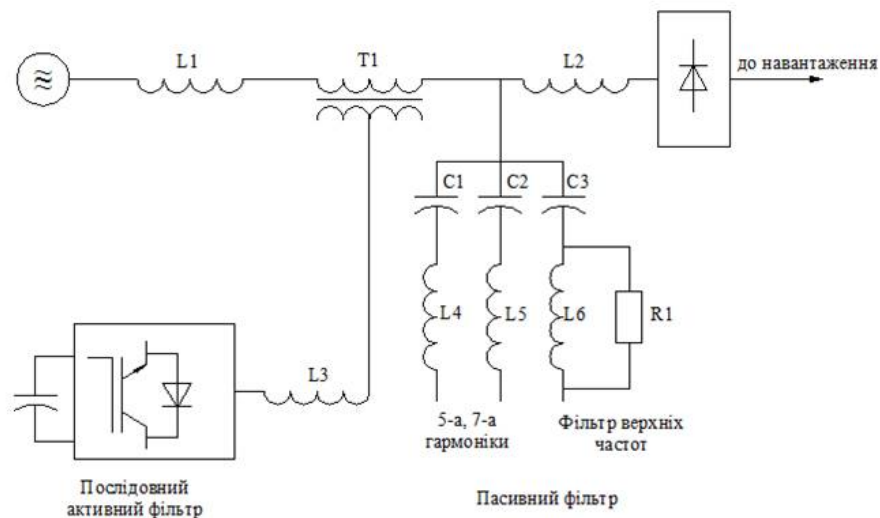 L1
T1
L2
до навантаження
C1
C2
C3
L4
L5
L6
R1
L3
5-а, 7-а
гармоніки
Фільтр верхніх
частот
Послідовний
активний фільтр
Пасивний фільтр